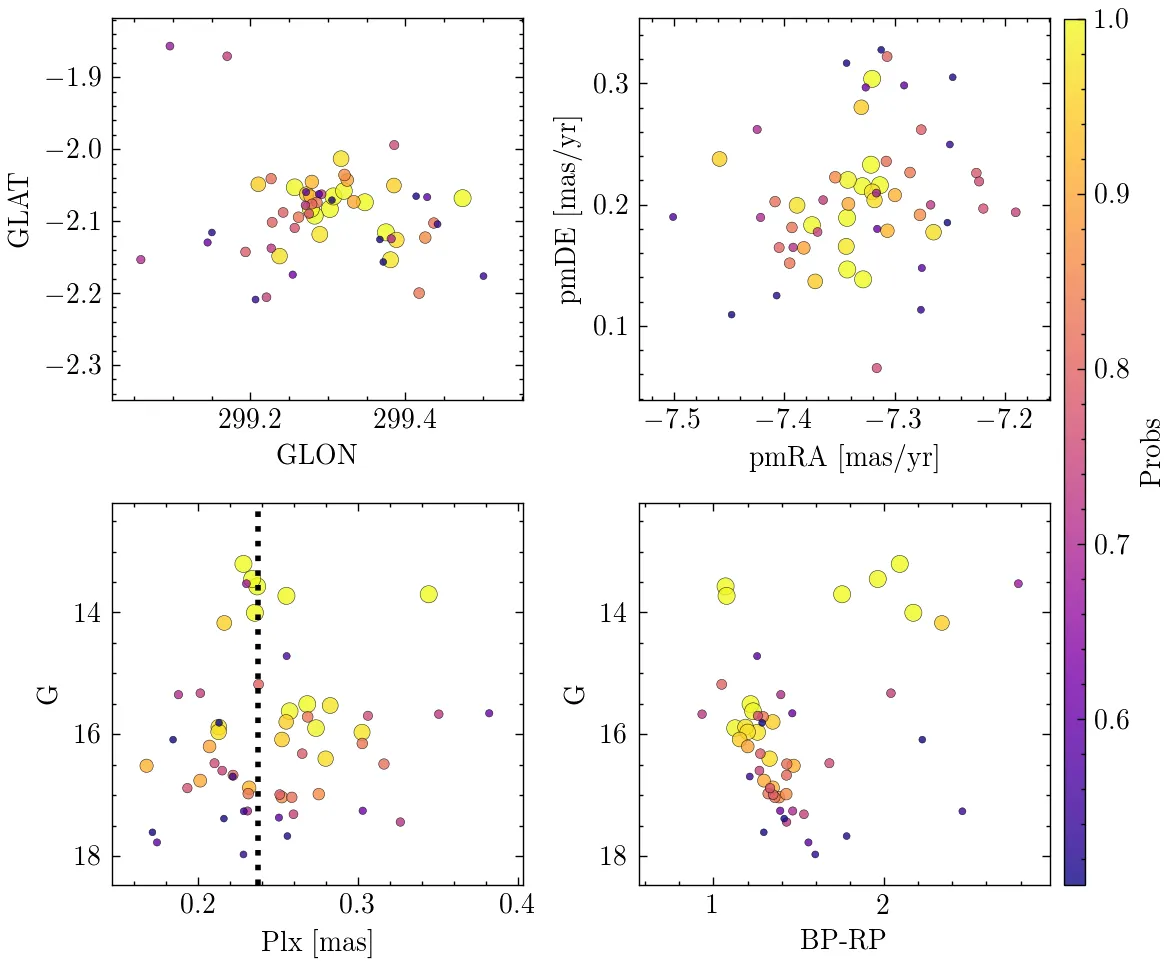 −1.9
−2.0
−2.1
−2.2
−2.3
GLAT
299.2 299.4
GLON
0.3
0.2
0.1
pmDE [mas/yr]
−7.5 −7.4 −7.3 −7.2
pmRA [mas/yr]
1.0
0.9
0.8
0.7
0.6
Probs
14
16
18
G
0.2 0.3 0.4
Plx [mas]
14
16
18
G
1 2
BP-RP